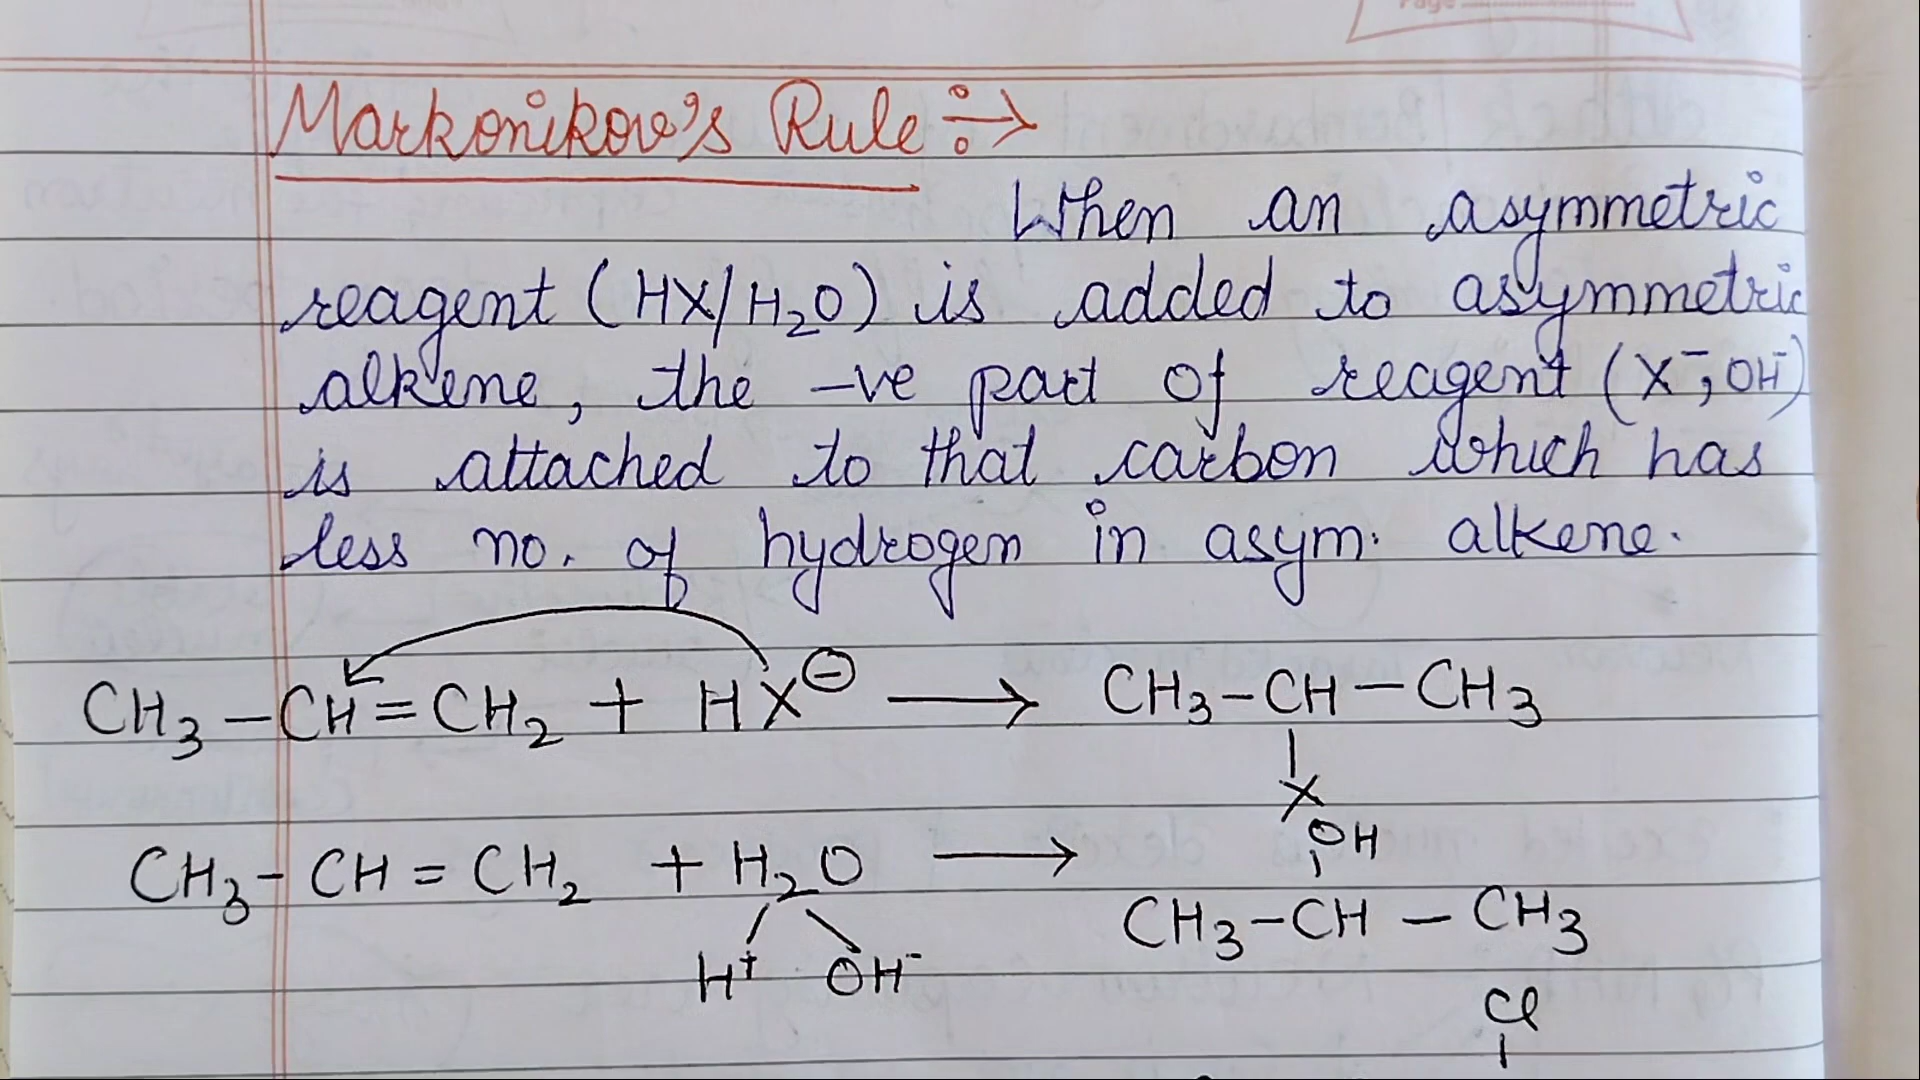 Page
Markonikov's Rule ÷→
When an asymmetric
reagent (HX/H₂O) is added to asymmetric
alkene, the -ve part of reagent (X⁻, OH⁻)
is attached to that carbon which has
less no. of hydrogen in asym. alkene.
CH₃-CH=CH₂ + HX⊖ → CH₃-CH-CH₃
X
OH
CH₃-CH=CH₂ + H₂O →
CH₃-CH-CH₃
H⁺ OH⁻
Cl